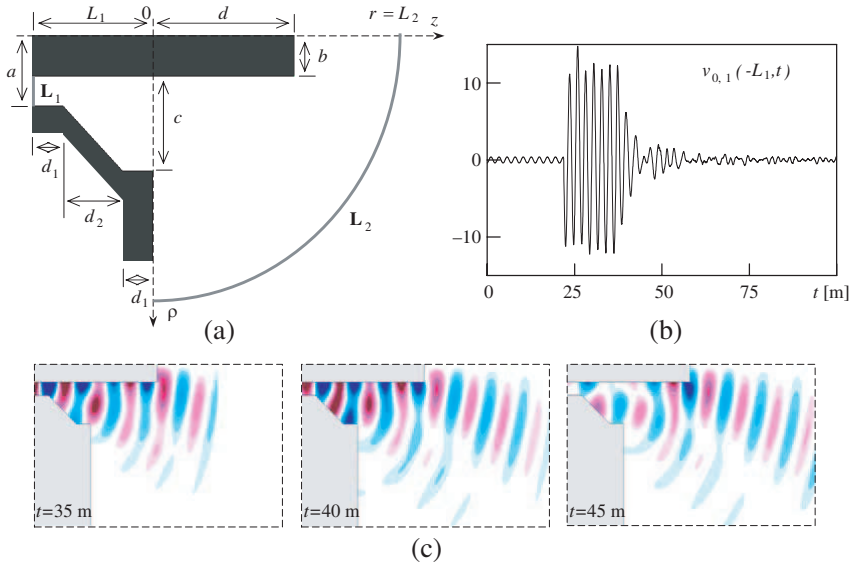 L1 0 d r = L2 z
a b
L1 c
d1
d2 L2
d1 ρ
(a)
v0, 1 (-L1,t)
10
0
−10
0 25 50 75 t [m]
(b)
t=35 m t=40 m t=45 m
(c)